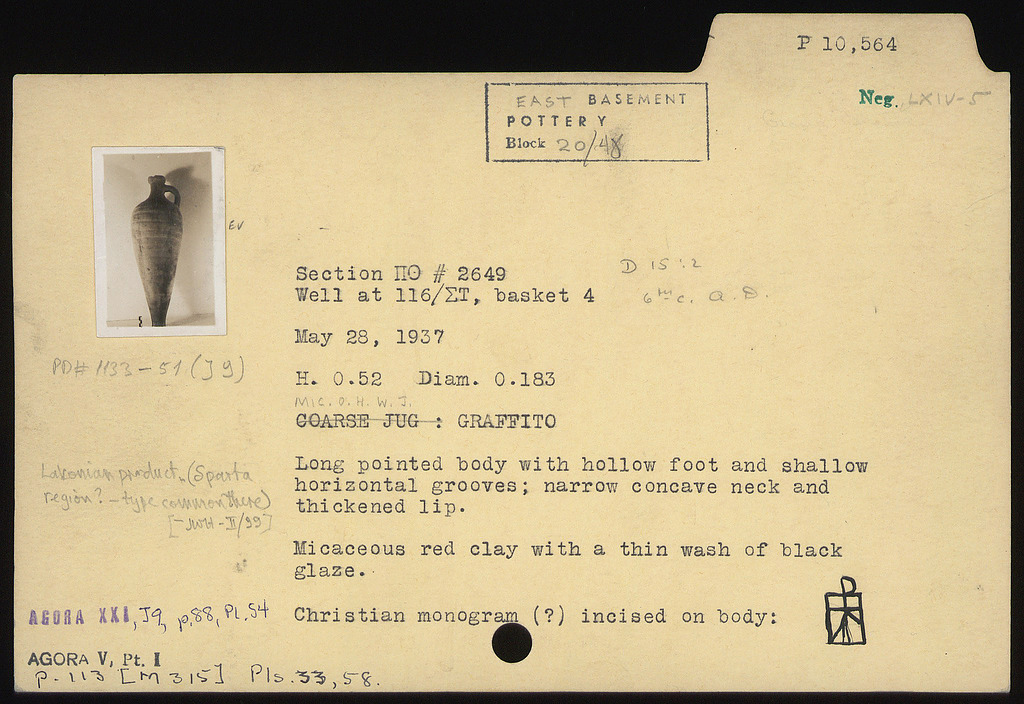 P 10,564
Neg. LXIV-5
EAST BASEMENT
POTTERY
Block 20/48
EV
Section ΠΘ # 2649
D 15:2
Well at 116/ΣΤ, basket 4
6TH c. A.D.
May 28, 1937
PD# 1133-51 (J 9)
H. 0.52 Diam. 0.183
MIC. O. H. W. J.
COARSE JUG : GRAFFITO
Long pointed body with hollow foot and shallow
horizontal grooves; narrow concave neck and
thickened lip.
Lakonian product. (Sparta
region? - type common there)
[-JWH-II/99]
Micaceous red clay with a thin wash of black
glaze.
Christian monogram (?) incised on body:
AGORA XXI, J9, p.88, Pl.54
AGORA V, Pt. I
p. 113 [M 315] Pls. 33, 58.